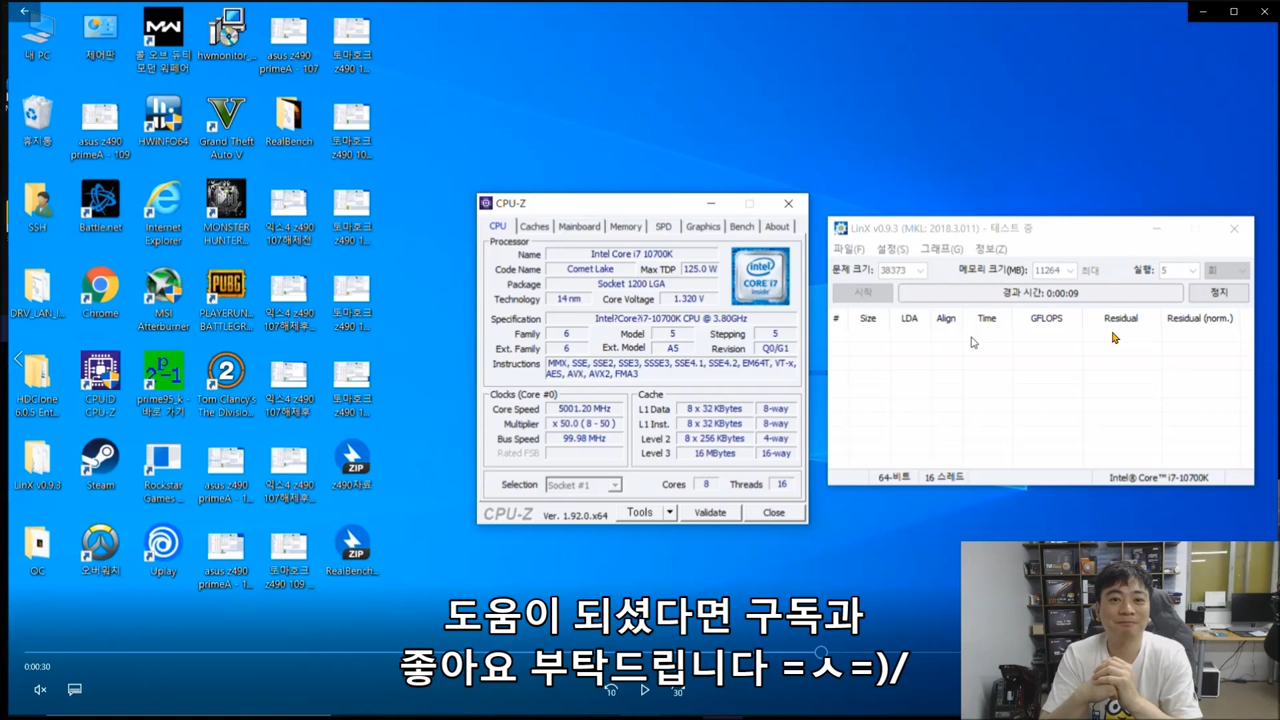 내 PC
제어판
콜 오브 듀티
모던 워페어
hwmonitor_...
asus z490
primeA - 107
토마호크
z490 1...
휴지통
asus z490
primeA - 109
HWINFO64
Grand Theft
Auto V
RealBench
토마호크
z490 10...
SSH
Battle.net
Internet
Explorer
MONSTER
HUNTER...
익스4 z490
107해제전
토마호크
z490 1...
DRV_LAN_I...
Chrome
MSI
Afterburner
PUBG
PLAYERUN...
BATTLEGR...
익스4 z490
107해제후
토마호크
z490 1...
HDClone
6.0.5 Ent...
CPUID
CPU-Z
prime95_k -
바로 가기
Tom Clancy's
The Divisio...
익스4 z490
107해제후
토마호크
z490 1...
LinX v0.9.3
Steam
Rockstar
Games ...
asus z490
primeA - 1...
익스4 z490
107해제후...
ZIP
z490자료
OC
오버워치
Uplay
asus z490
primeA - 1...
토마호크
z490 109 ...
ZIP
RealBench...
CPU-Z
CPU Caches Mainboard Memory SPD Graphics Bench About
Processor
Name Intel Core i7 10700K
Code Name Comet Lake Max TDP 125.0 W
Package Socket 1200 LGA
Technology 14 nm Core Voltage 1.320 V
intel
CORE i7
inside
Specification Intel?Core?i7-10700K CPU @ 3.80GHz
Family 6 Model 5 Stepping 5
Ext. Family 6 Ext. Model A5 Revision Q0/G1
Instructions MMX, SSE, SSE2, SSE3, SSSE3, SSE4.1, SSE4.2, EM64T, VT-x,
AES, AVX, AVX2, FMA3
Clocks (Core #0)
Core Speed 5001.20 MHz
Multiplier x 50.0 ( 8 - 50 )
Bus Speed 99.98 MHz
Rated FSB
Cache
L1 Data 8 x 32 KBytes 8-way
L1 Inst. 8 x 32 KBytes 8-way
Level 2 8 x 256 KBytes 4-way
Level 3 16 MBytes 16-way
Selection Socket #1 Cores 8 Threads 16
CPU-Z Ver. 1.92.0.x64 Tools Validate Close
LinX v0.9.3 (MKL: 2018.3.011) - 테스트 중
파일(F) 설정(S) 그래프(G) 정보(Z)
문제 크기: 38373 메모리 크기(MB): 11264 최대 실행: 5 회
시작 경과 시간: 0:00:09 정지
# Size LDA Align Time GFLOPS Residual Residual (norm.)
64-비트 16 스레드 Intel® Core™ i7-10700K
도움이 되셨다면 구독과
좋아요 부탁드립니다 =ㅅ=)/
0:00:30
10
30